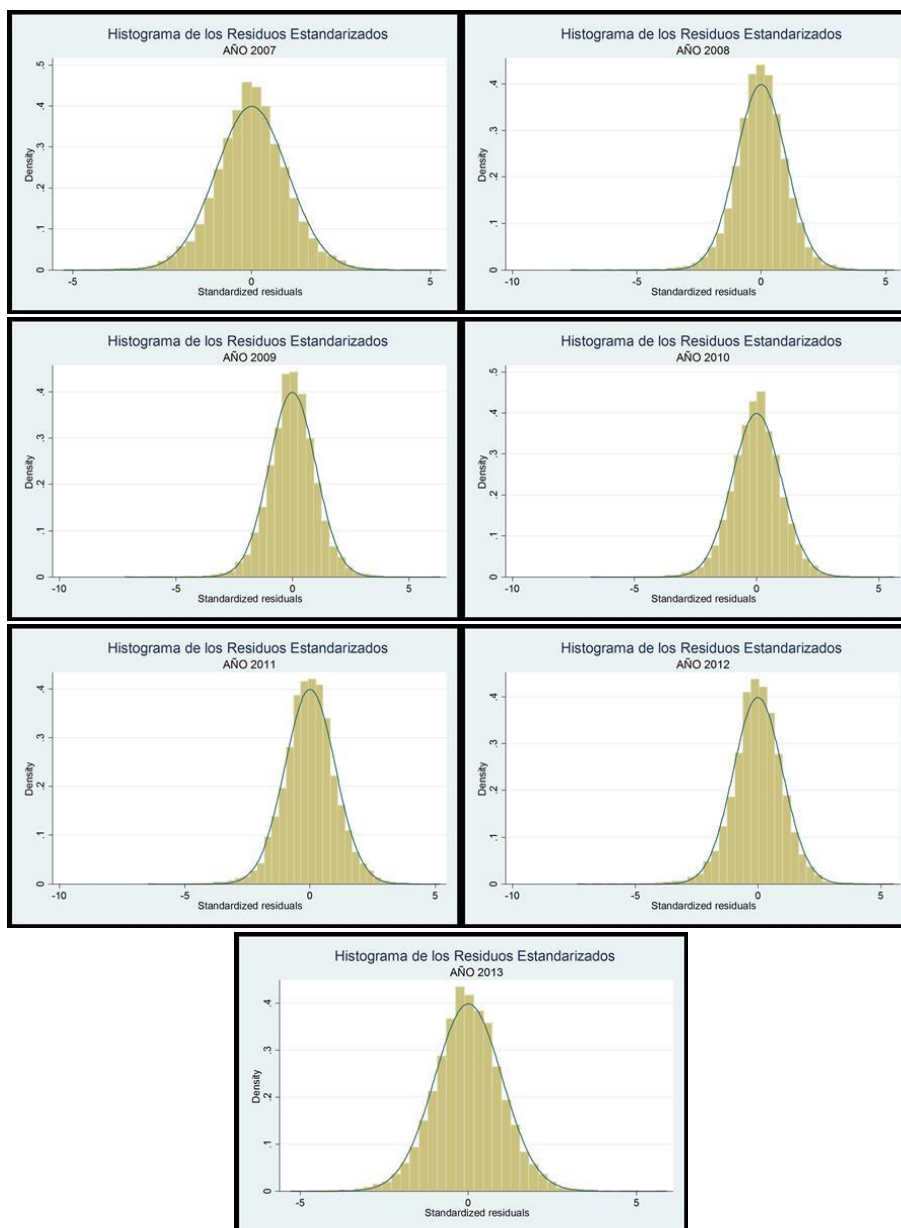 Histograma de los Residuos Estandarizados
AÑO 2007
Density
.5
.4
.3
.2
.1
0
-5
0
5
Standardized residuals
Histograma de los Residuos Estandarizados
AÑO 2008
Density
.4
.3
.2
.1
0
-10
-5
0
5
Standardized residuals
Histograma de los Residuos Estandarizados
AÑO 2009
Density
.4
.3
.2
.1
0
-10
-5
0
5
Standardized residuals
Histograma de los Residuos Estandarizados
AÑO 2010
Density
.5
.4
.3
.2
.1
0
-10
-5
0
5
Standardized residuals
Histograma de los Residuos Estandarizados
AÑO 2011
Density
.4
.3
.2
.1
0
-10
-5
0
5
Standardized residuals
Histograma de los Residuos Estandarizados
AÑO 2012
Density
.4
.3
.2
.1
0
-10
-5
0
5
Standardized residuals
Histograma de los Residuos Estandarizados
AÑO 2013
Density
.4
.3
.2
.1
0
-5
0
5
Standardized residuals